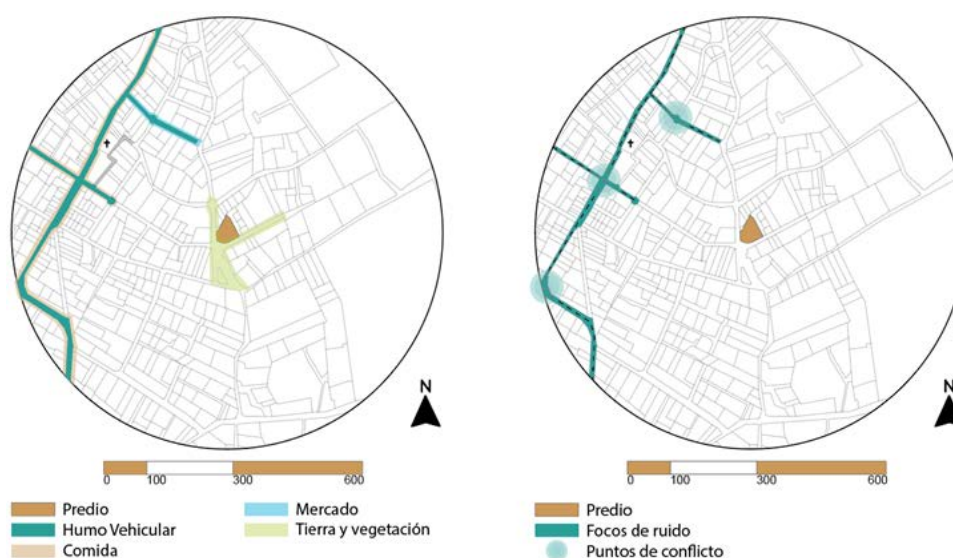 N
0 100 300 600
Predio
Humo Vehicular
Comida
Mercado
Tierra y vegetación
N
0 100 300 600
Predio
Focos de ruido
Puntos de conflicto